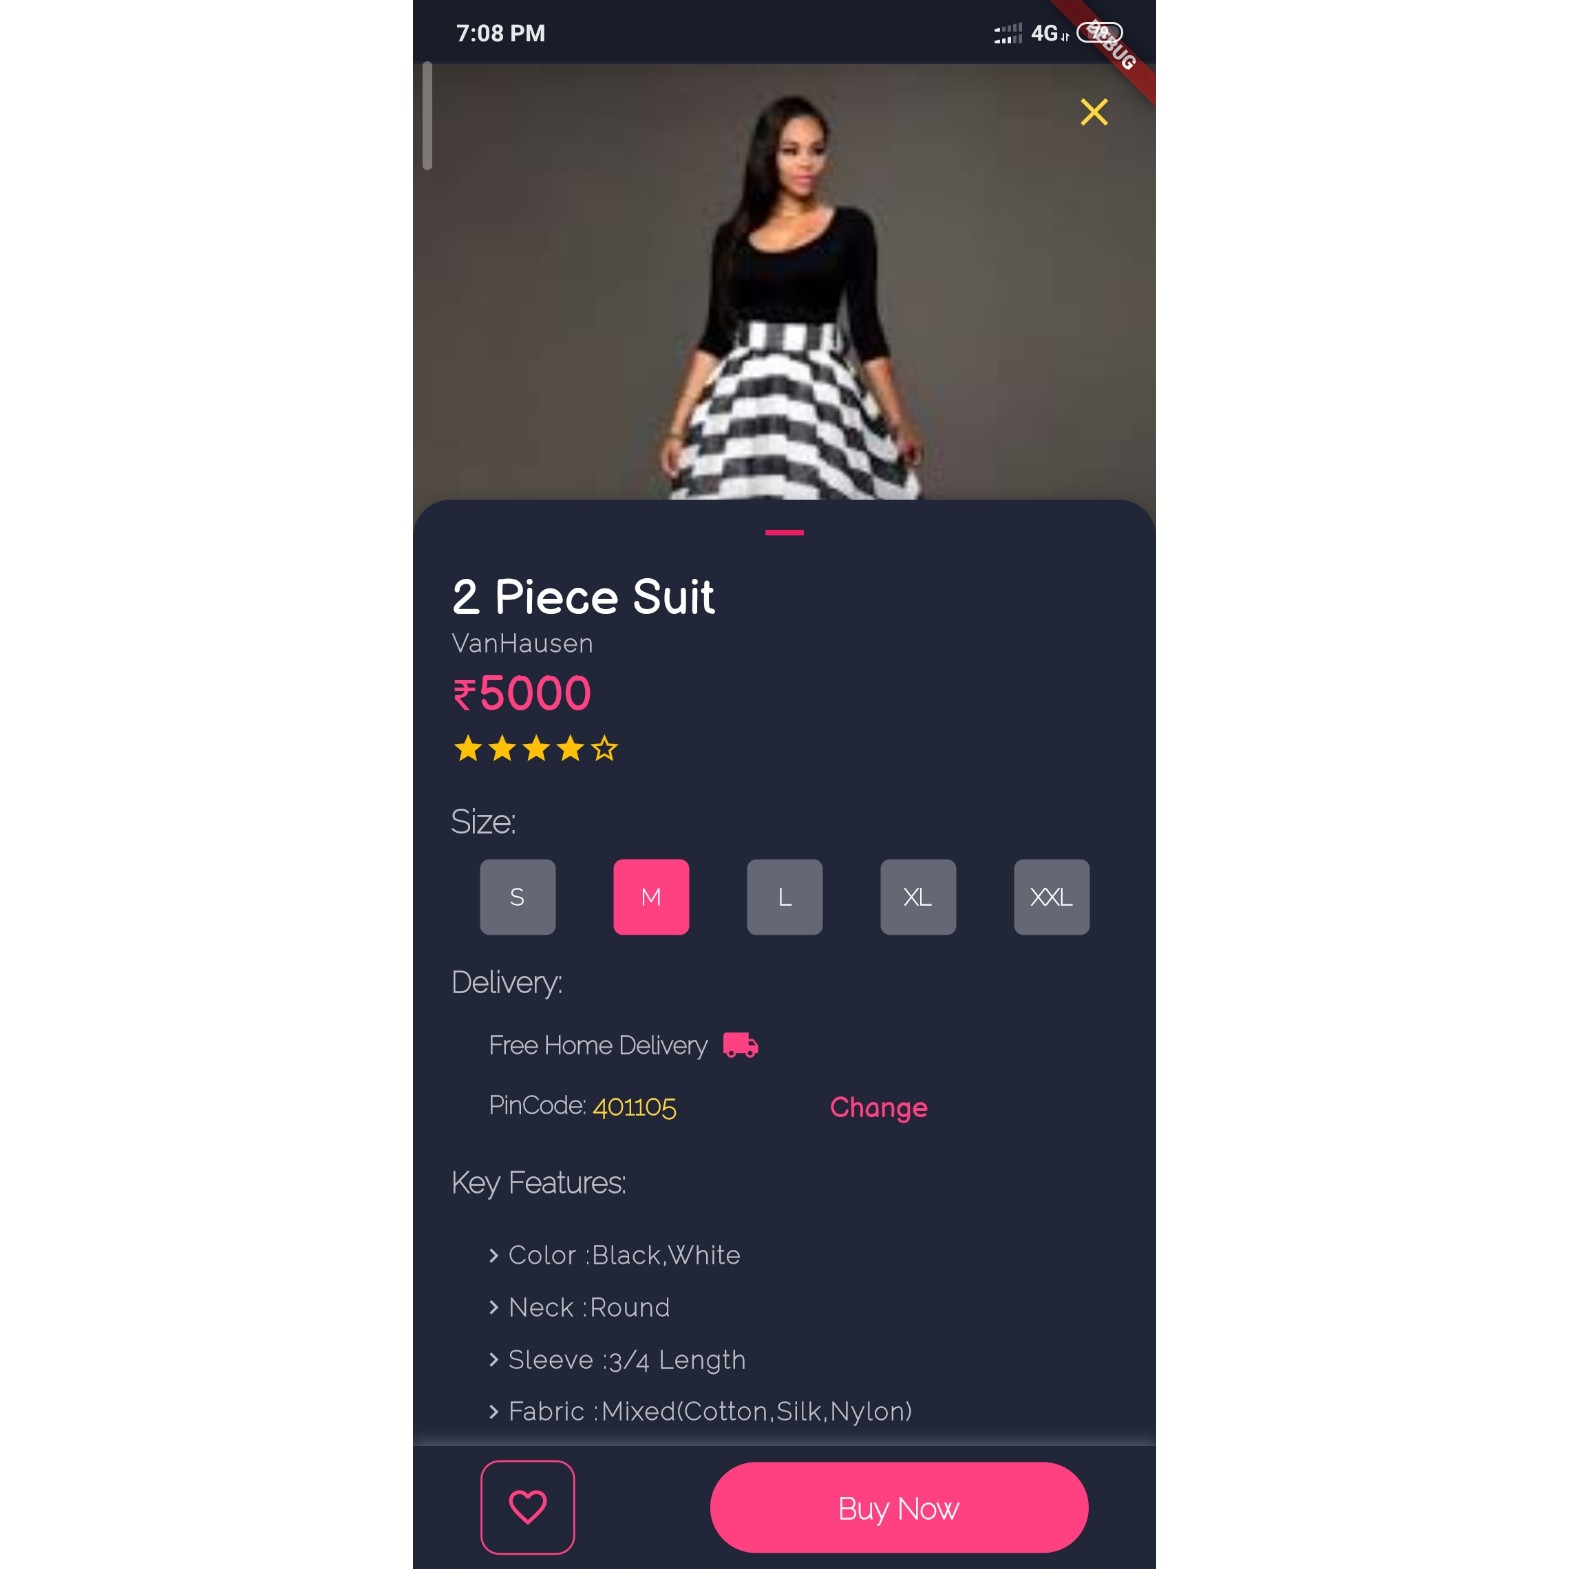 7:08 PM
4G
DEBUG
2 Piece Suit
VanHausen
₹5000
Size:
S M L XL XXL
Delivery:
Free Home Delivery
PinCode: 401105 Change
Key Features:
Color :Black,White
Neck :Round
Sleeve :3/4 Length
Fabric :Mixed(Cotton,Silk,Nylon)
Buy Now